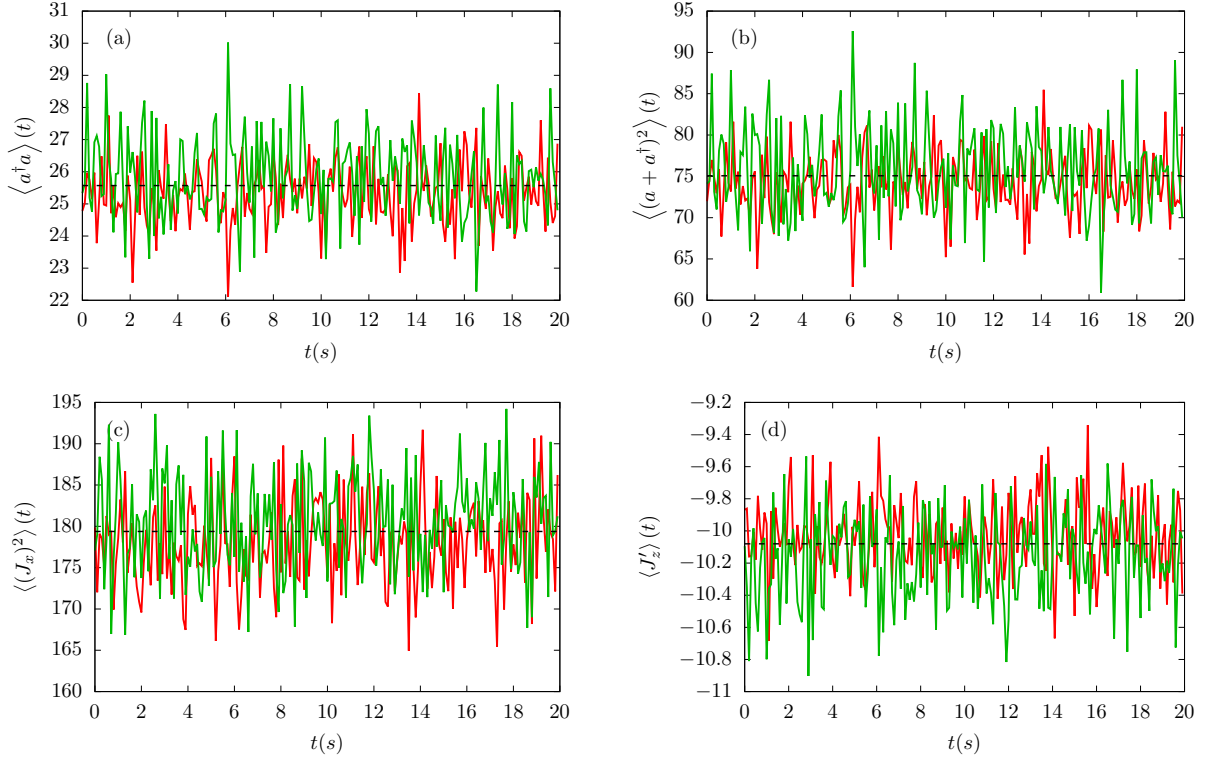 (a)
⟨a†a⟩(t)
31
30
29
28
27
26
25
24
23
22
0 2 4 6 8 10 12 14 16 18 20
t(s)
(b)
⟨(a + a†)²⟩(t)
95
90
85
80
75
70
65
60
0 2 4 6 8 10 12 14 16 18 20
t(s)
(c)
⟨(Jₓ)²⟩(t)
195
190
185
180
175
170
165
160
0 2 4 6 8 10 12 14 16 18 20
t(s)
(d)
⟨J′z⟩(t)
−9.2
−9.4
−9.6
−9.8
−10
−10.2
−10.4
−10.6
−10.8
−11
0 2 4 6 8 10 12 14 16 18 20
t(s)